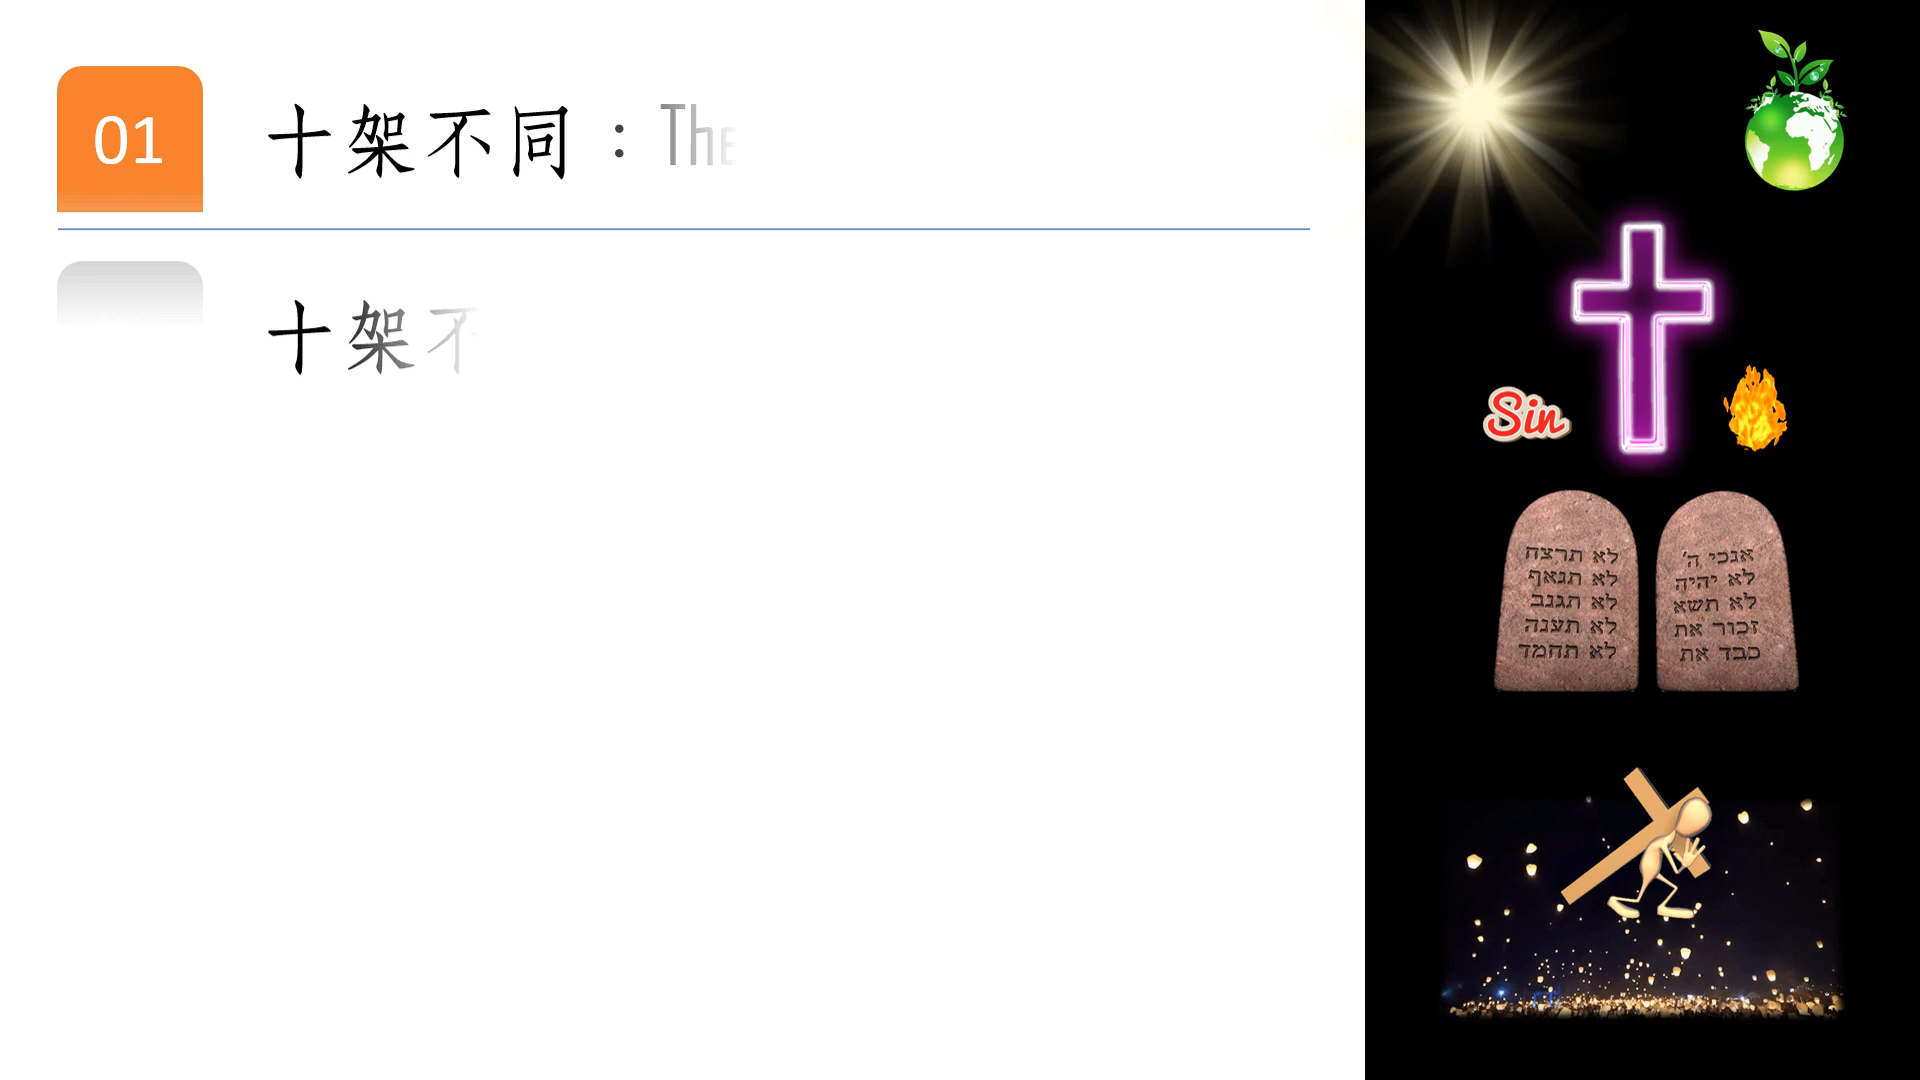 01
十架不同：The
十架不
Sin
לא תרצח
לא תנאף
לא תגנב
לא תענה
לא תחמד
אנכי ה'
לא יהיה
לא תשא
זכור את
כבד את